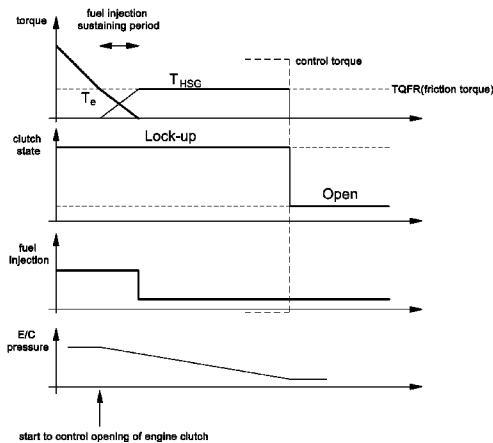 fuel injection
sustaining period
torque
control torque
T_HSG
T_e
TQFR(friction torque)
clutch
state
Lock-up
Open
fuel
injection
E/C
pressure
start to control opening of engine clutch